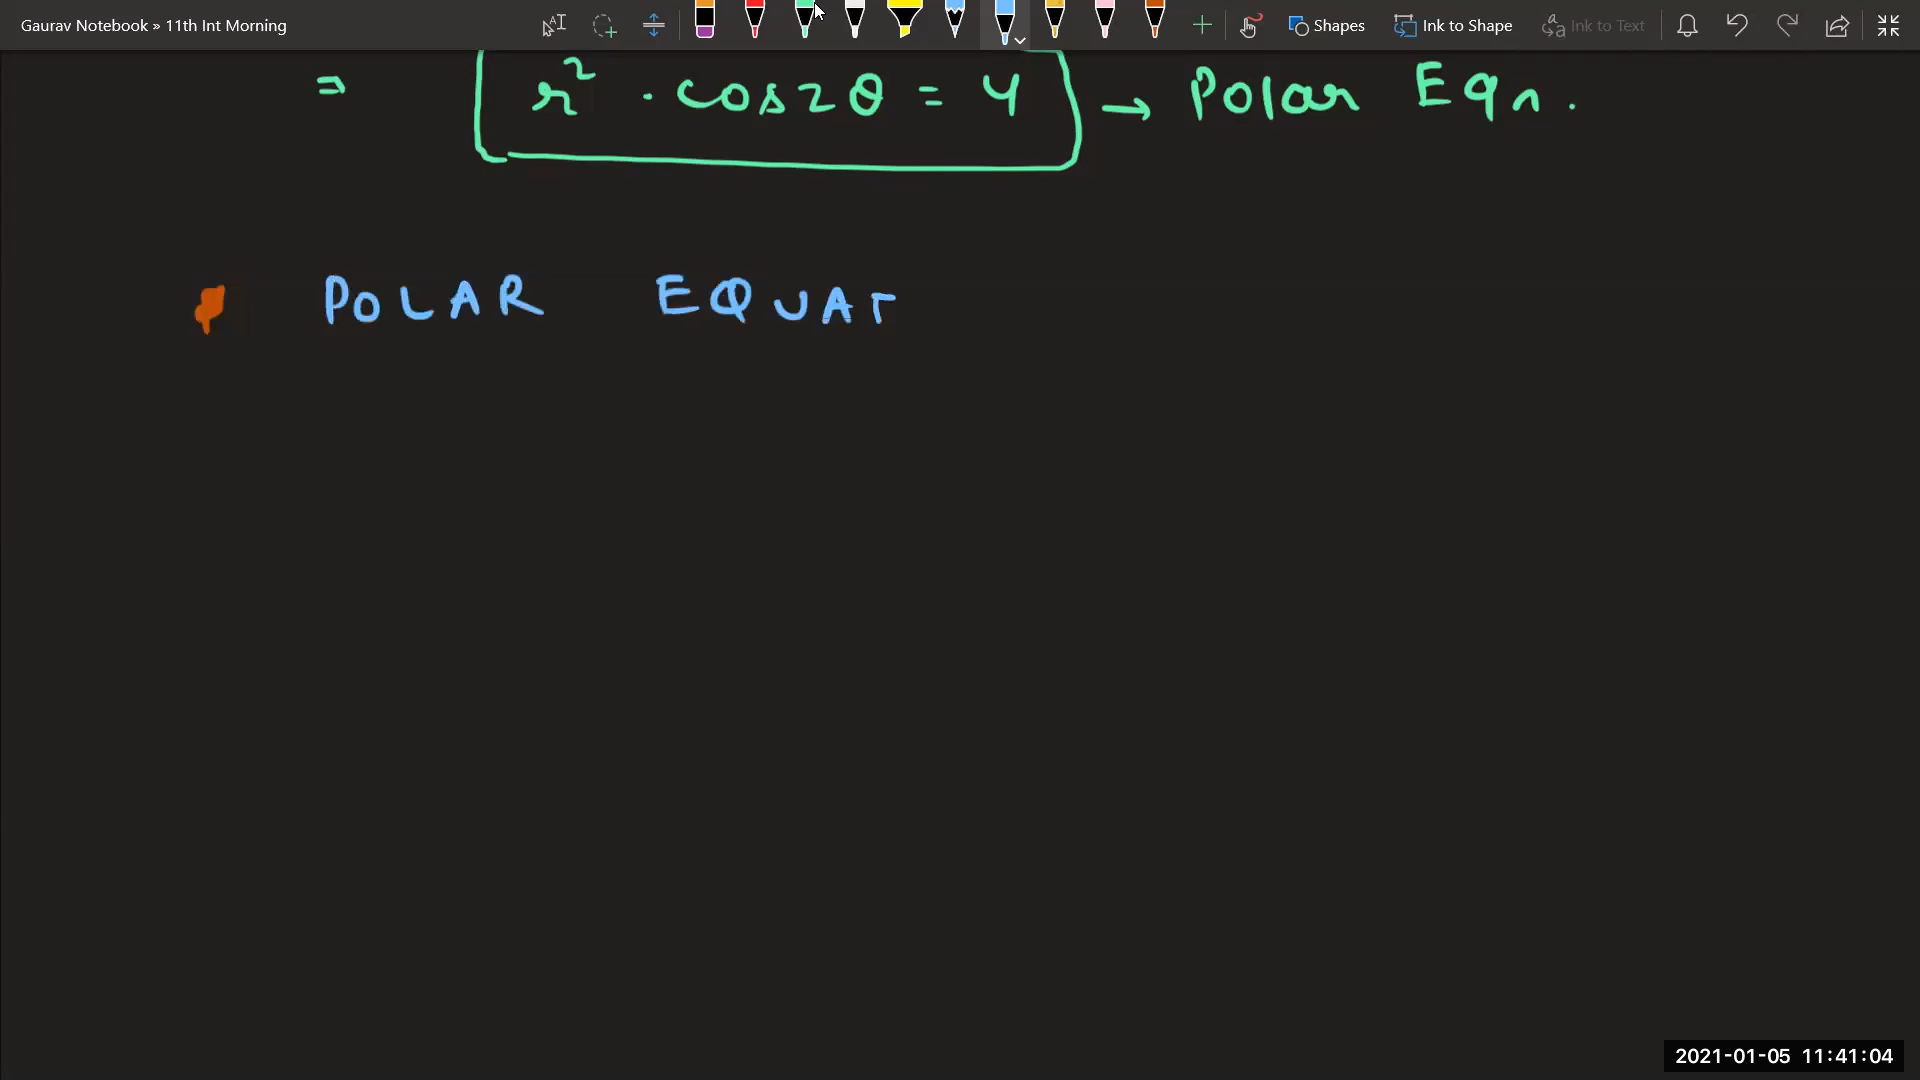 Gaurav Notebook » 11th Int Morning
Shapes
Ink to Shape
Ink to Text
⇒ r² · cos2θ = 4 → Polar Eqn.
POLAR EQUAT
2021-01-05 11:41:04